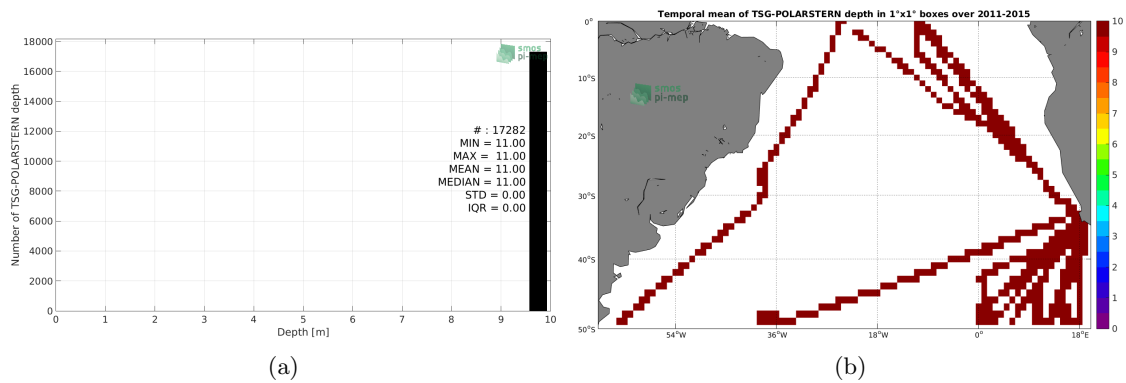 18000
16000
14000
12000
10000
8000
6000
4000
2000
0
Number of TSG-POLARSTERN depth
smos
pi-mep
# : 17282
MIN = 11.00
MAX = 11.00
MEAN = 11.00
MEDIAN = 11.00
STD = 0.00
IQR = 0.00
0 1 2 3 4 5 6 7 8 9 10
Depth [m]
(a)
Temporal mean of TSG-POLARSTERN depth in 1°x1° boxes over 2011-2015
0°
10°S
20°S
30°S
40°S
50°S
smos
pi-mep
54°W 36°W 18°W 0° 18°E
10
9
8
7
6
5
4
3
2
1
0
(b)